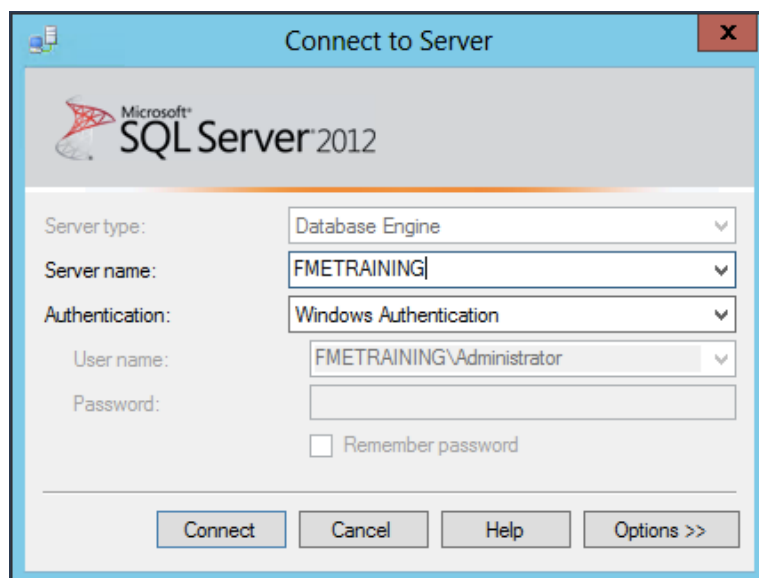 Connect to Server
x
Microsoft®
SQL Server® 2012
Server type: Database Engine
Server name: FMETRAINING
Authentication: Windows Authentication
User name: FMETRAINING\Administrator
Password:
Remember password
Connect Cancel Help Options >>